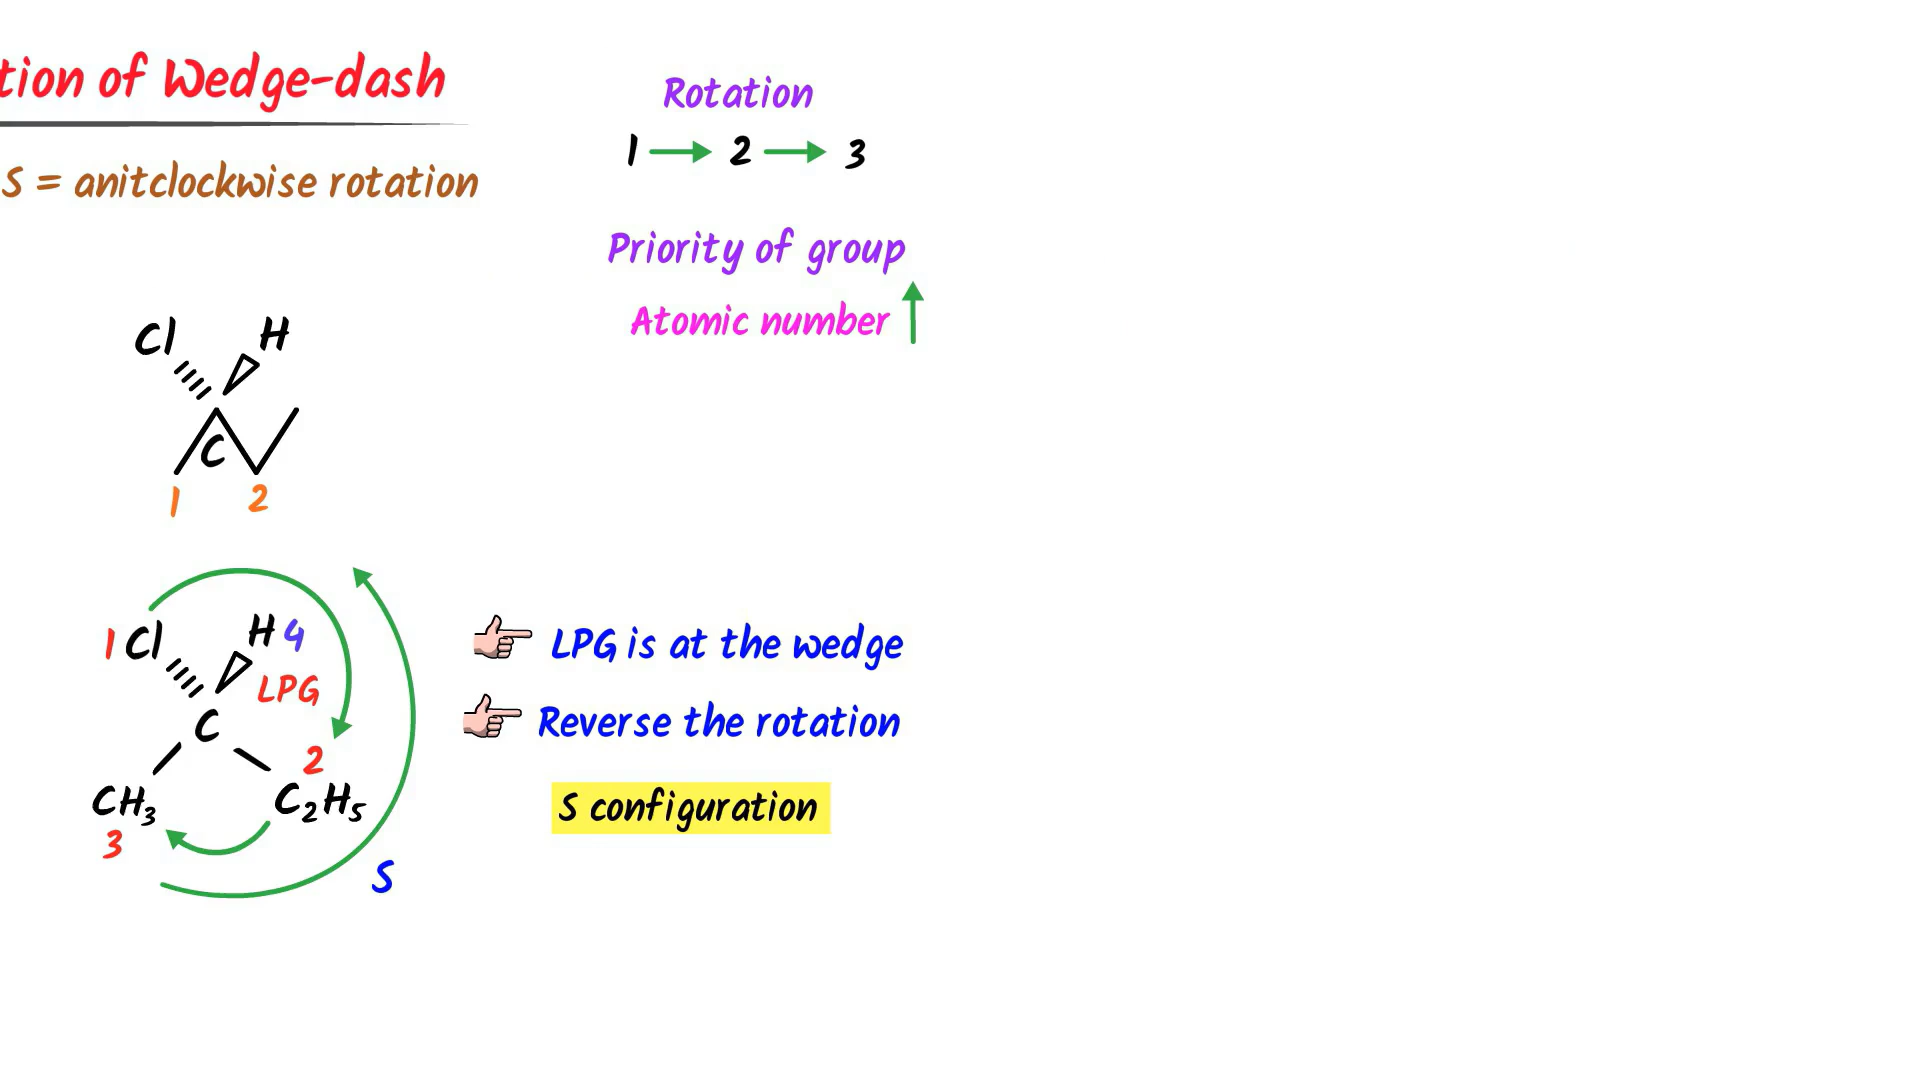 tion of Wedge-dash
S = anitclockwise rotation
Rotation
1 → 2 → 3
Priority of group
Atomic number ↑
Cl H
C
1 2
1 Cl H 4
LPG
C
2
CH₃ C₂H₅
3
S
LPG is at the wedge
Reverse the rotation
S configuration